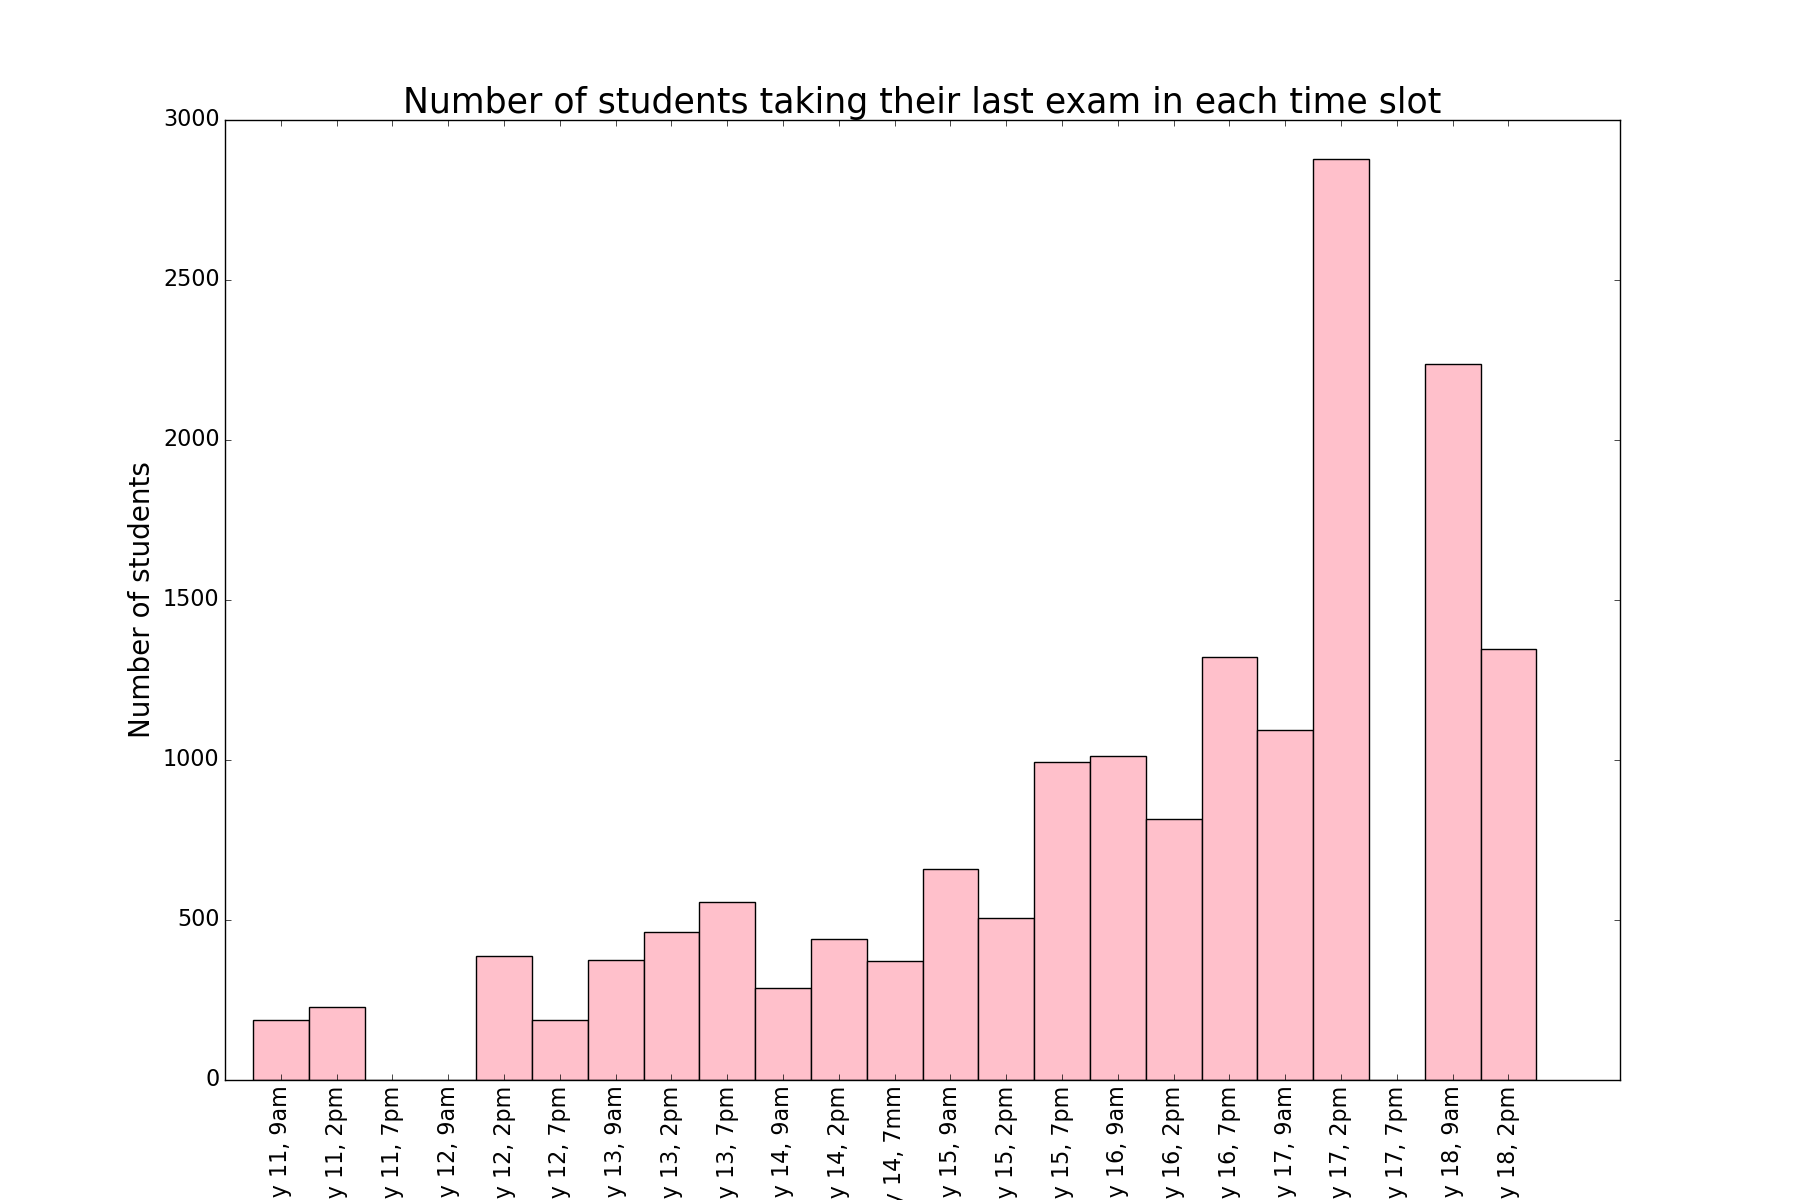 Number of students taking their last exam in each time slot
3000
2500
2000
1500
1000
500
0
Number of students
y 11, 9am
y 11, 2pm
y 11, 7pm
y 12, 9am
y 12, 2pm
y 12, 7pm
y 13, 9am
y 13, 2pm
y 13, 7pm
y 14, 9am
y 14, 2pm
y 14, 7mm
y 15, 9am
y 15, 2pm
y 15, 7pm
y 16, 9am
y 16, 2pm
y 16, 7pm
y 17, 9am
y 17, 2pm
y 17, 7pm
y 18, 9am
y 18, 2pm